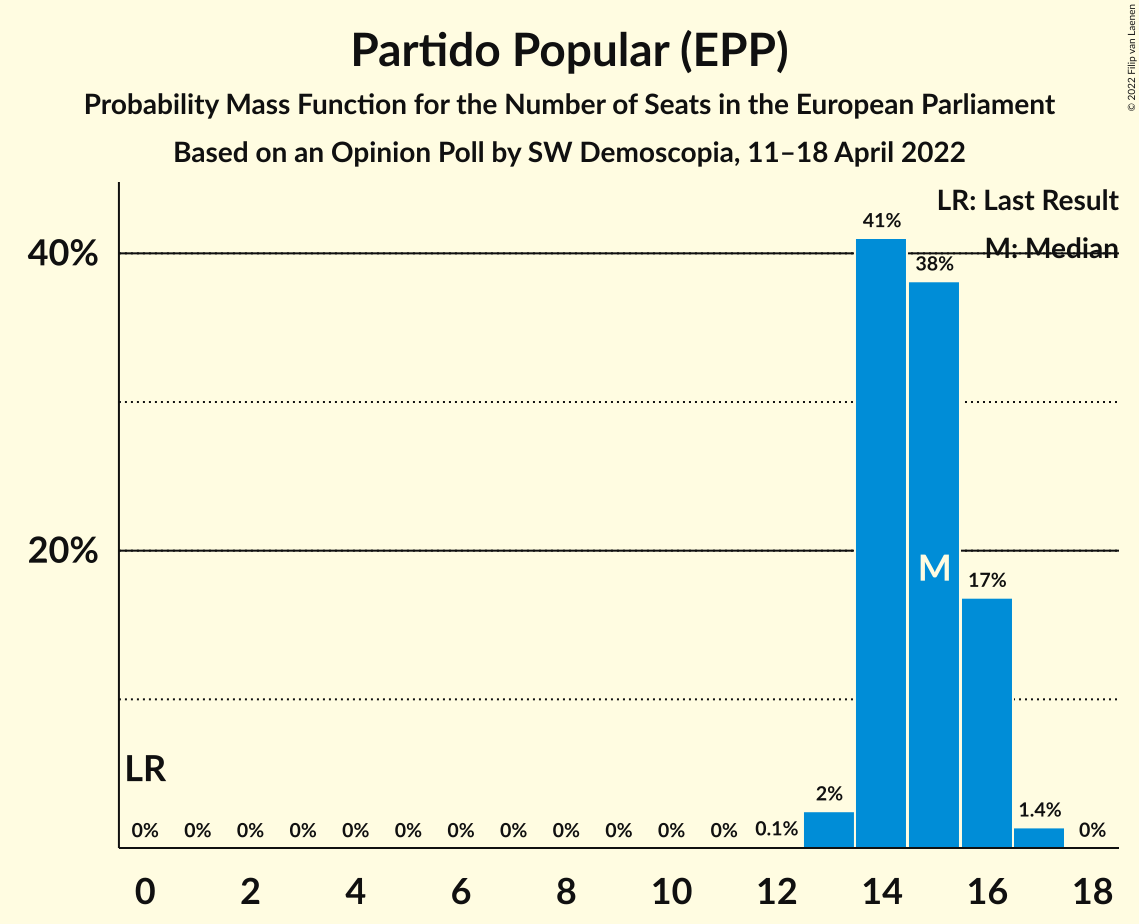 Partido Popular (EPP)
Probability Mass Function for the Number of Seats in the European Parliament
Based on an Opinion Poll by SW Demoscopia, 11–18 April 2022
© 2022 Filip van Laenen
LR: Last Result
M: Median
40%
20%
41%
38%
M
17%
LR
0% 0% 0% 0% 0% 0% 0% 0% 0% 0% 0% 0% 0.1% 2% 1.4% 0%
0 2 4 6 8 10 12 14 16 18